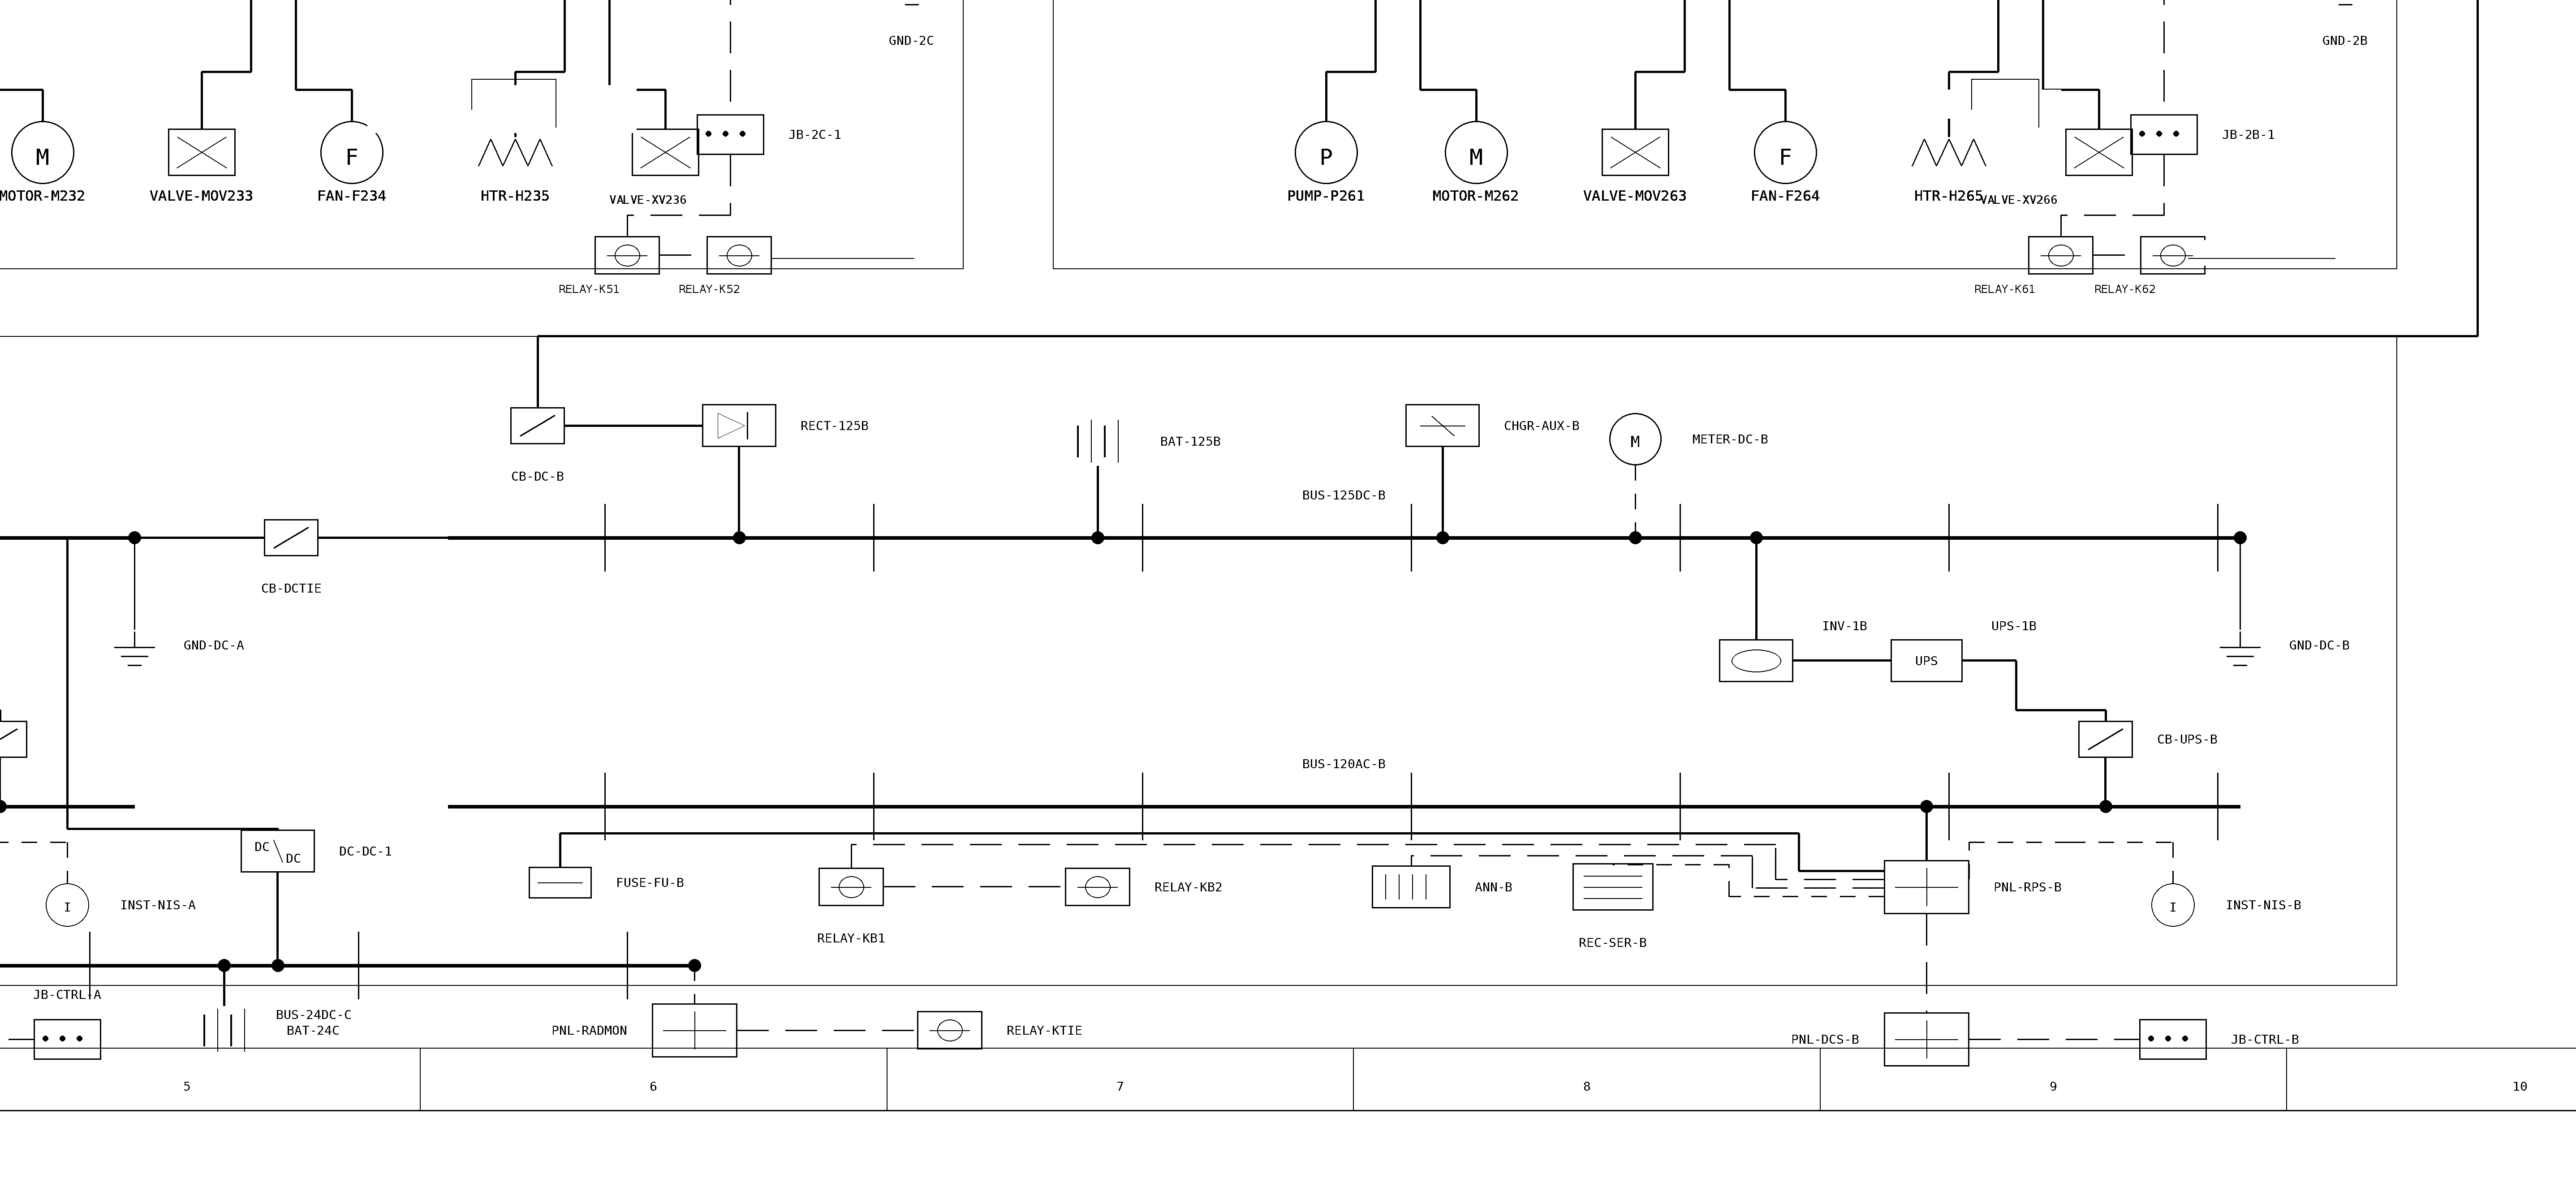 GND-2C
GND-2B
JB-2C-1
JB-2B-1
M
F
P
M
F
MOTOR-M232
VALVE-MOV233
FAN-F234
HTR-H235
VALVE-XV236
PUMP-P261
MOTOR-M262
VALVE-MOV263
FAN-F264
HTR-H265
VALVE-XV266
RELAY-K51
RELAY-K52
RELAY-K61
RELAY-K62
RECT-125B
BAT-125B
CHGR-AUX-B
M
METER-DC-B
CB-DC-B
BUS-125DC-B
CB-DCTIE
GND-DC-A
INV-1B
UPS-1B
GND-DC-B
UPS
CB-UPS-B
BUS-120AC-B
DC
DC
DC-DC-1
FUSE-FU-B
RELAY-KB2
ANN-B
PNL-RPS-B
I
INST-NIS-A
I
INST-NIS-B
RELAY-KB1
REC-SER-B
JB-CTRL-A
BUS-24DC-C
BAT-24C
PNL-RADMON
RELAY-KTIE
PNL-DCS-B
JB-CTRL-B
5
6
7
8
9
10